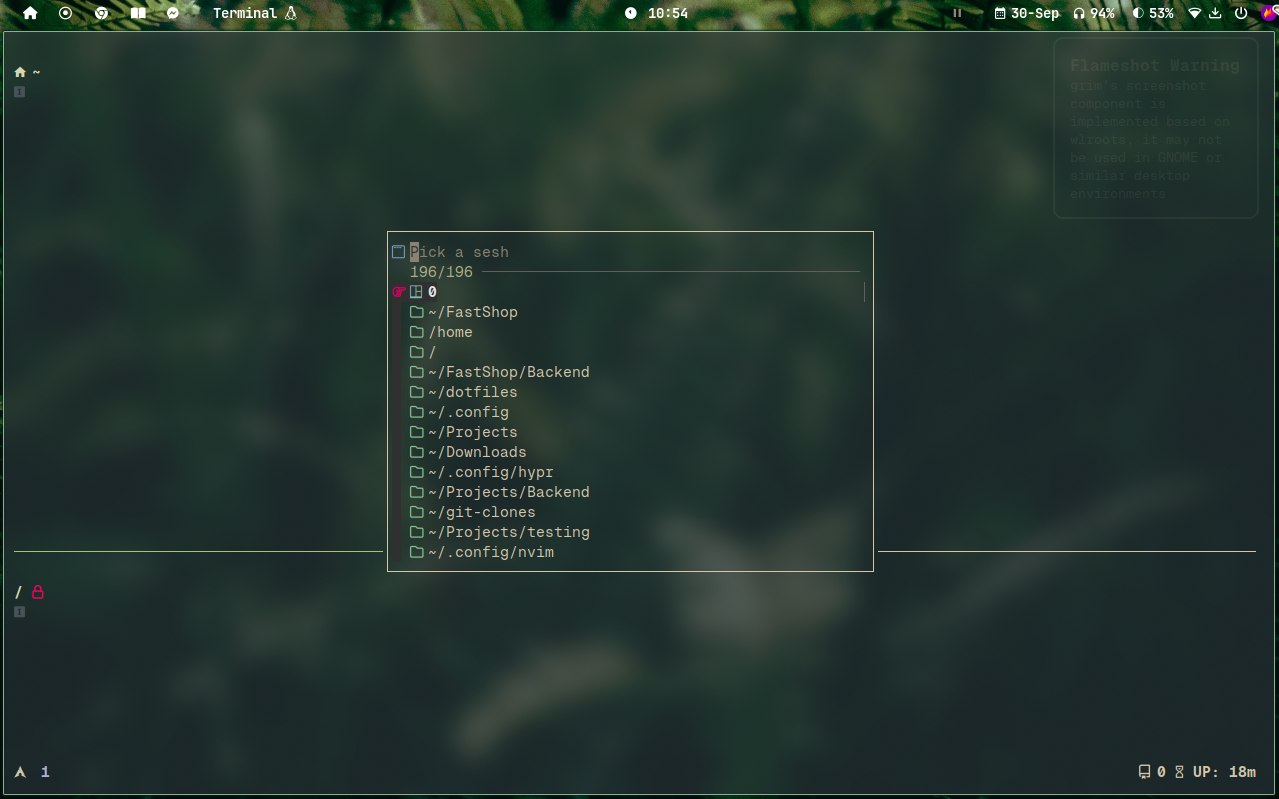 Terminal
10:54
30-Sep 94% 53%
~
I
Flameshot Warning
grim's screenshot
component is
implemented based on
wlroots, it may not
be used in GNOME or
similar desktop
environments
Pick a sesh
196/196
0
~/FastShop
/home
/
~/FastShop/Backend
~/dotfiles
~/.config
~/Projects
~/Downloads
~/.config/hypr
~/Projects/Backend
~/git-clones
~/Projects/testing
~/.config/nvim
/
I
1
0 UP: 18m